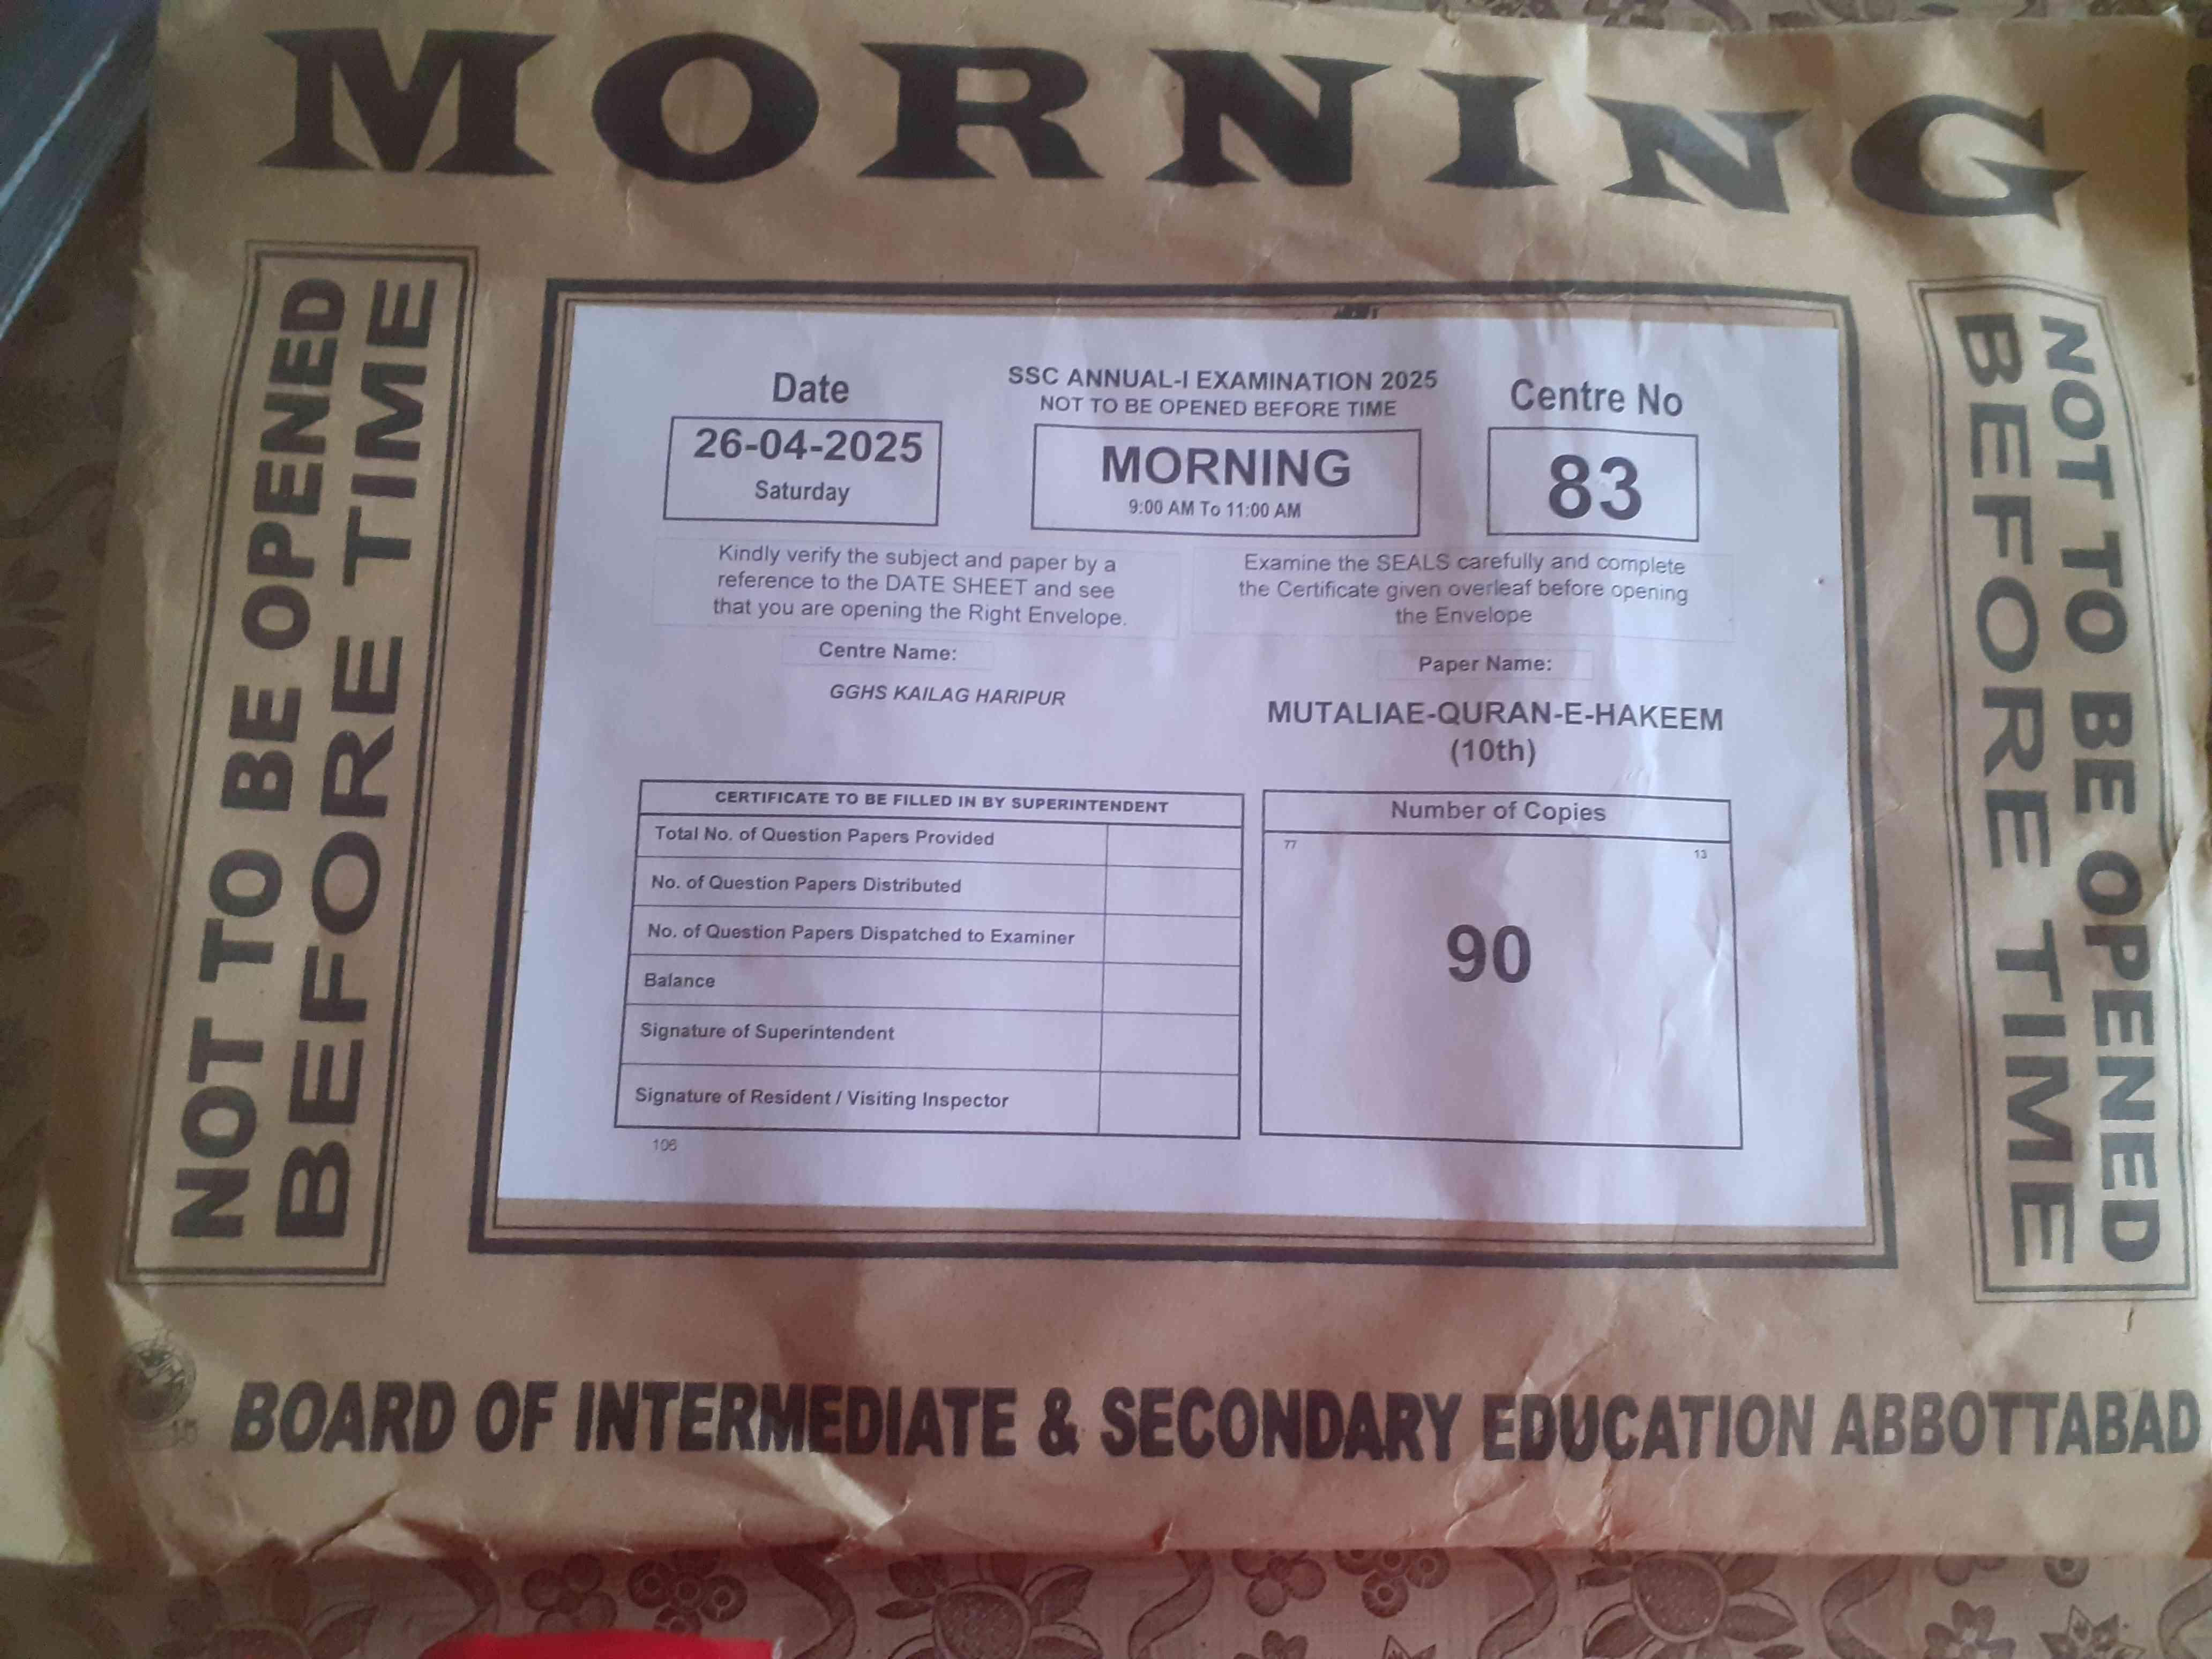 MORNING
NOT TO BE OPENED
BEFORE TIME
Date
26-04-2025
Saturday
SSC ANNUAL-I EXAMINATION 2025
NOT TO BE OPENED BEFORE TIME
MORNING
9:00 AM To 11:00 AM
Centre No
83
Kindly verify the subject and paper by a
reference to the DATE SHEET and see
that you are opening the Right Envelope.
Examine the SEALS carefully and complete
the Certificate given overleaf before opening
the Envelope
Centre Name:
GGHS KAILAG HARIPUR
Paper Name:
MUTALIAE-QURAN-E-HAKEEM
(10th)
CERTIFICATE TO BE FILLED IN BY SUPERINTENDENT
Total No. of Question Papers Provided
No. of Question Papers Distributed
No. of Question Papers Dispatched to Examiner
Balance
Signature of Superintendent
Signature of Resident / Visiting Inspector
106
Number of Copies
77
13
90
NOT TO BE OPENED
BEFORE TIME
BOARD OF INTERMEDIATE & SECONDARY EDUCATION ABBOTTABAD